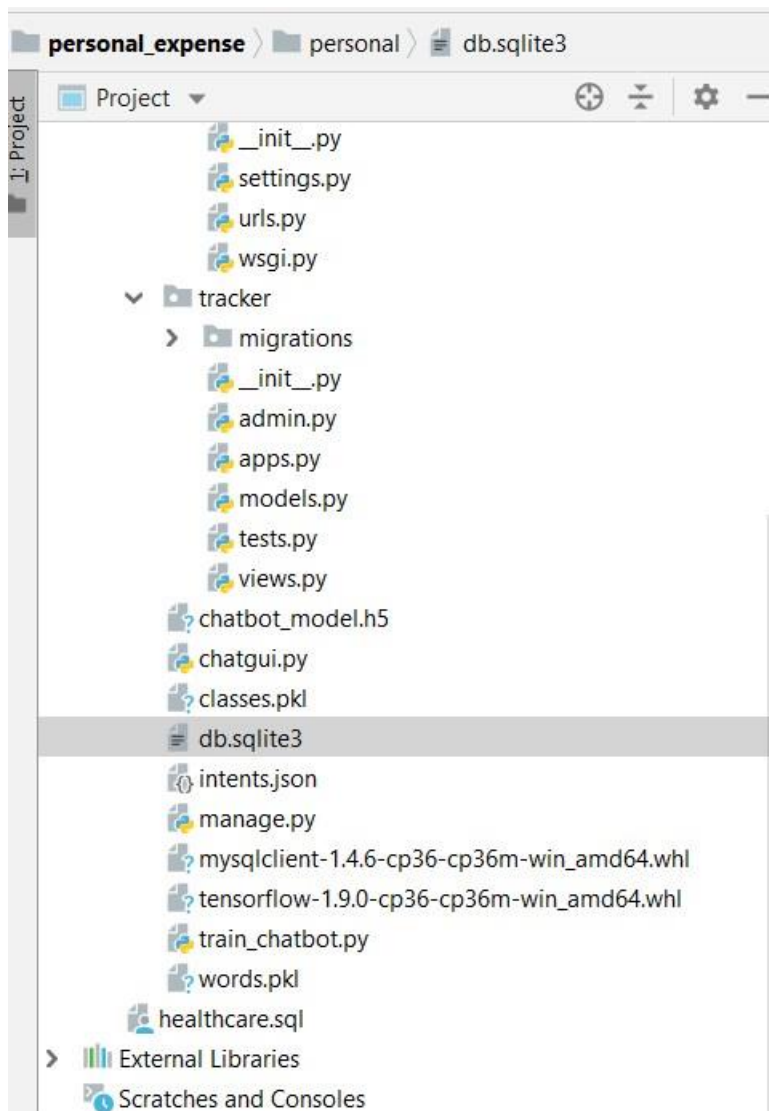 personal_expense personal db.sqlite3
1: Project
Project
__init__.py
settings.py
urls.py
wsgi.py
tracker
migrations
__init__.py
admin.py
apps.py
models.py
tests.py
views.py
chatbot_model.h5
chatgui.py
classes.pkl
db.sqlite3
intents.json
manage.py
mysqlclient-1.4.6-cp36-cp36m-win_amd64.whl
tensorflow-1.9.0-cp36-cp36m-win_amd64.whl
train_chatbot.py
words.pkl
healthcare.sql
External Libraries
Scratches and Consoles